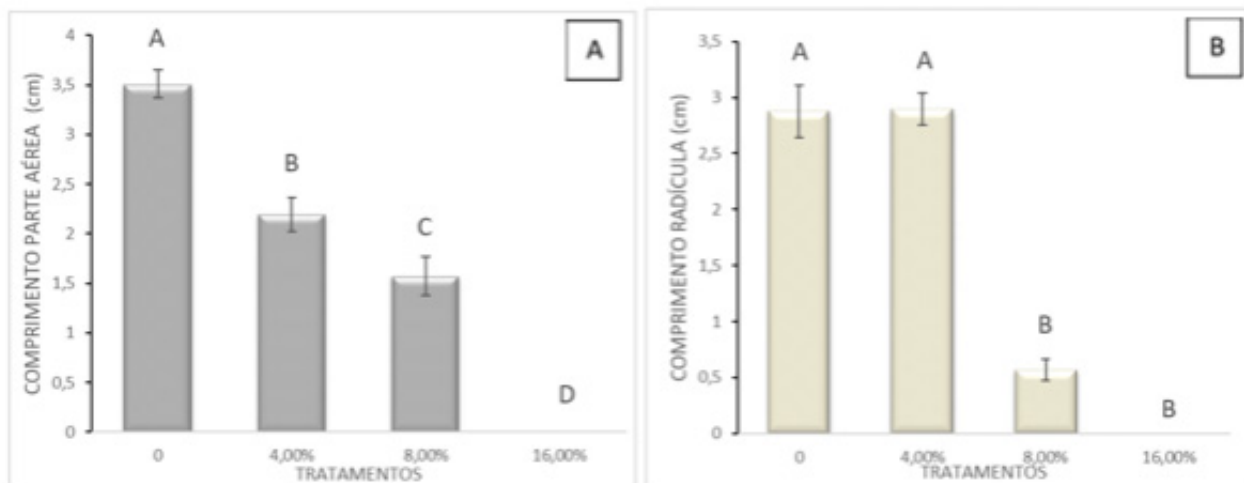 A
COMPRIMENTO PARTE AÉREA (cm)
4
3,5
3
2,5
2
1,5
1
0,5
0
A
B
C
D
0 4,00% 8,00% 16,00%
TRATAMENTOS
B
COMPRIMENTO RADÍCULA (cm)
3,5
3
2,5
2
1,5
1
0,5
0
A
A
B
B
0 4,00% 8,00% 16,00%
TRATAMENTOS